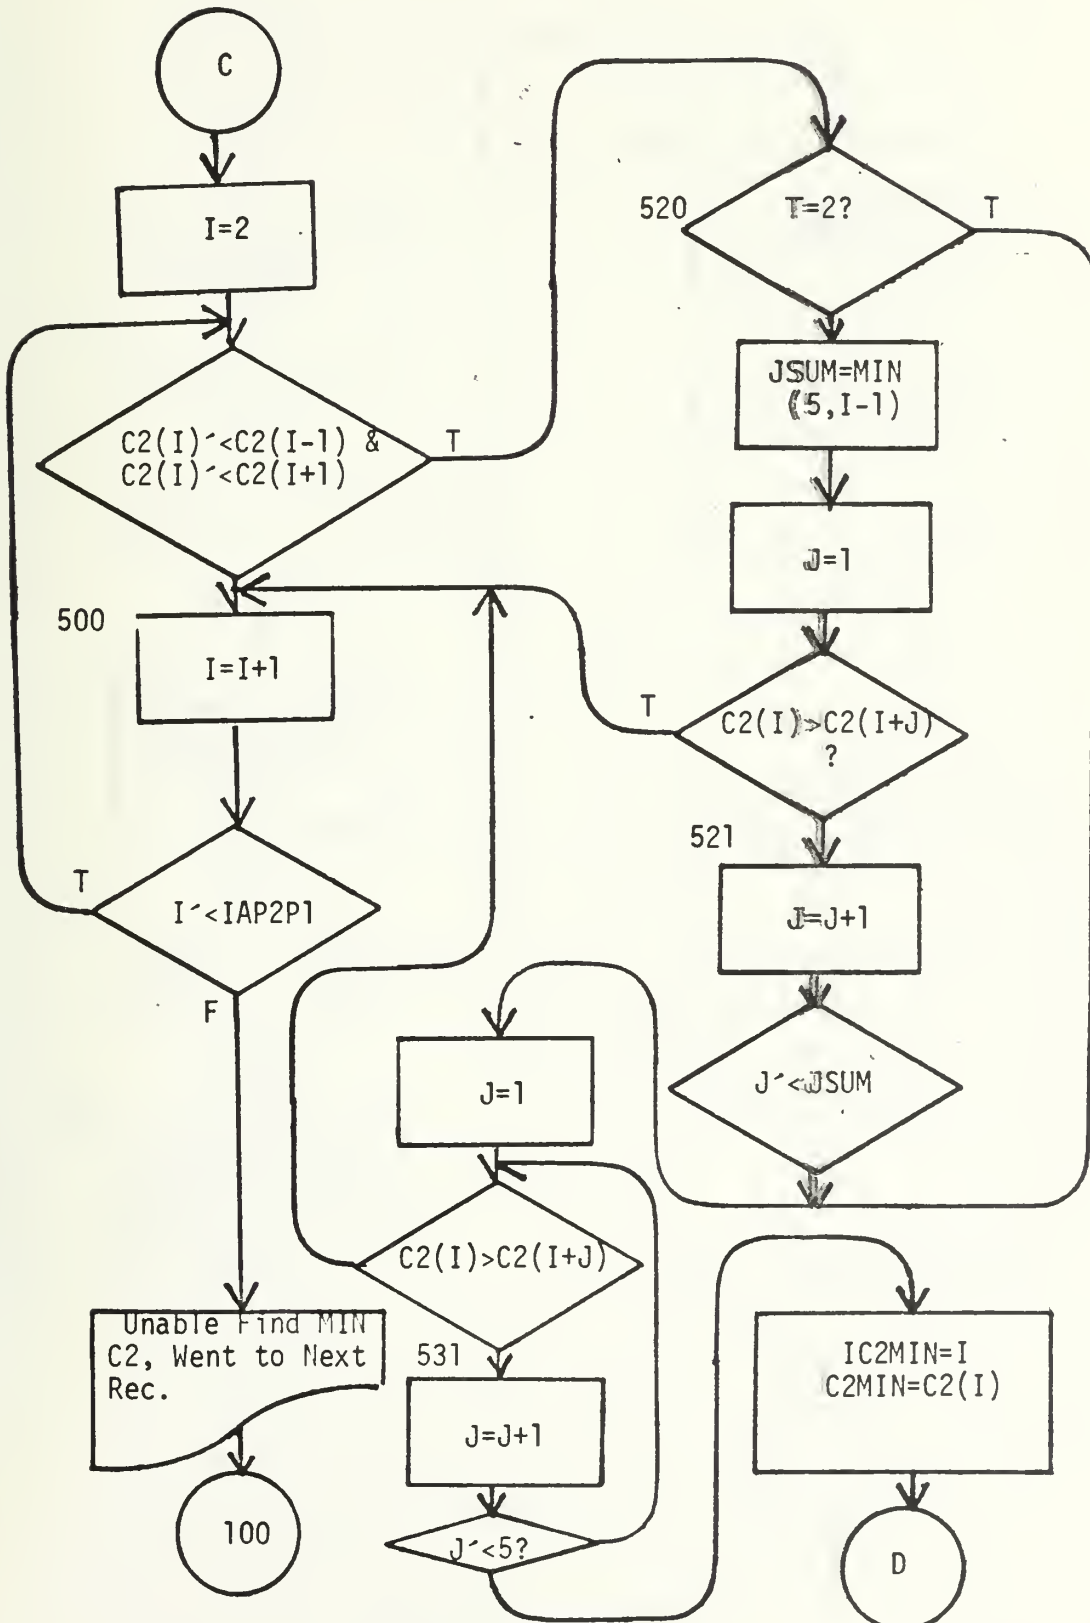 C
I=2
C2(I)´<C2(I-1) &
C2(I)´<C2(I+1)
T
500
I=I+1
T
I´<IAP2P1
F
Unable Find MIN
C2, Went to Next
Rec.
100
520
T=2?
T
JSUM=MIN
(5,I-1)
J=1
T
C2(I)>C2(I+J)
?
521
J=J+1
J´<JSUM
J=1
C2(I)>C2(I+J)
531
J=J+1
J´<5?
IC2MIN=I
C2MIN=C2(I)
D